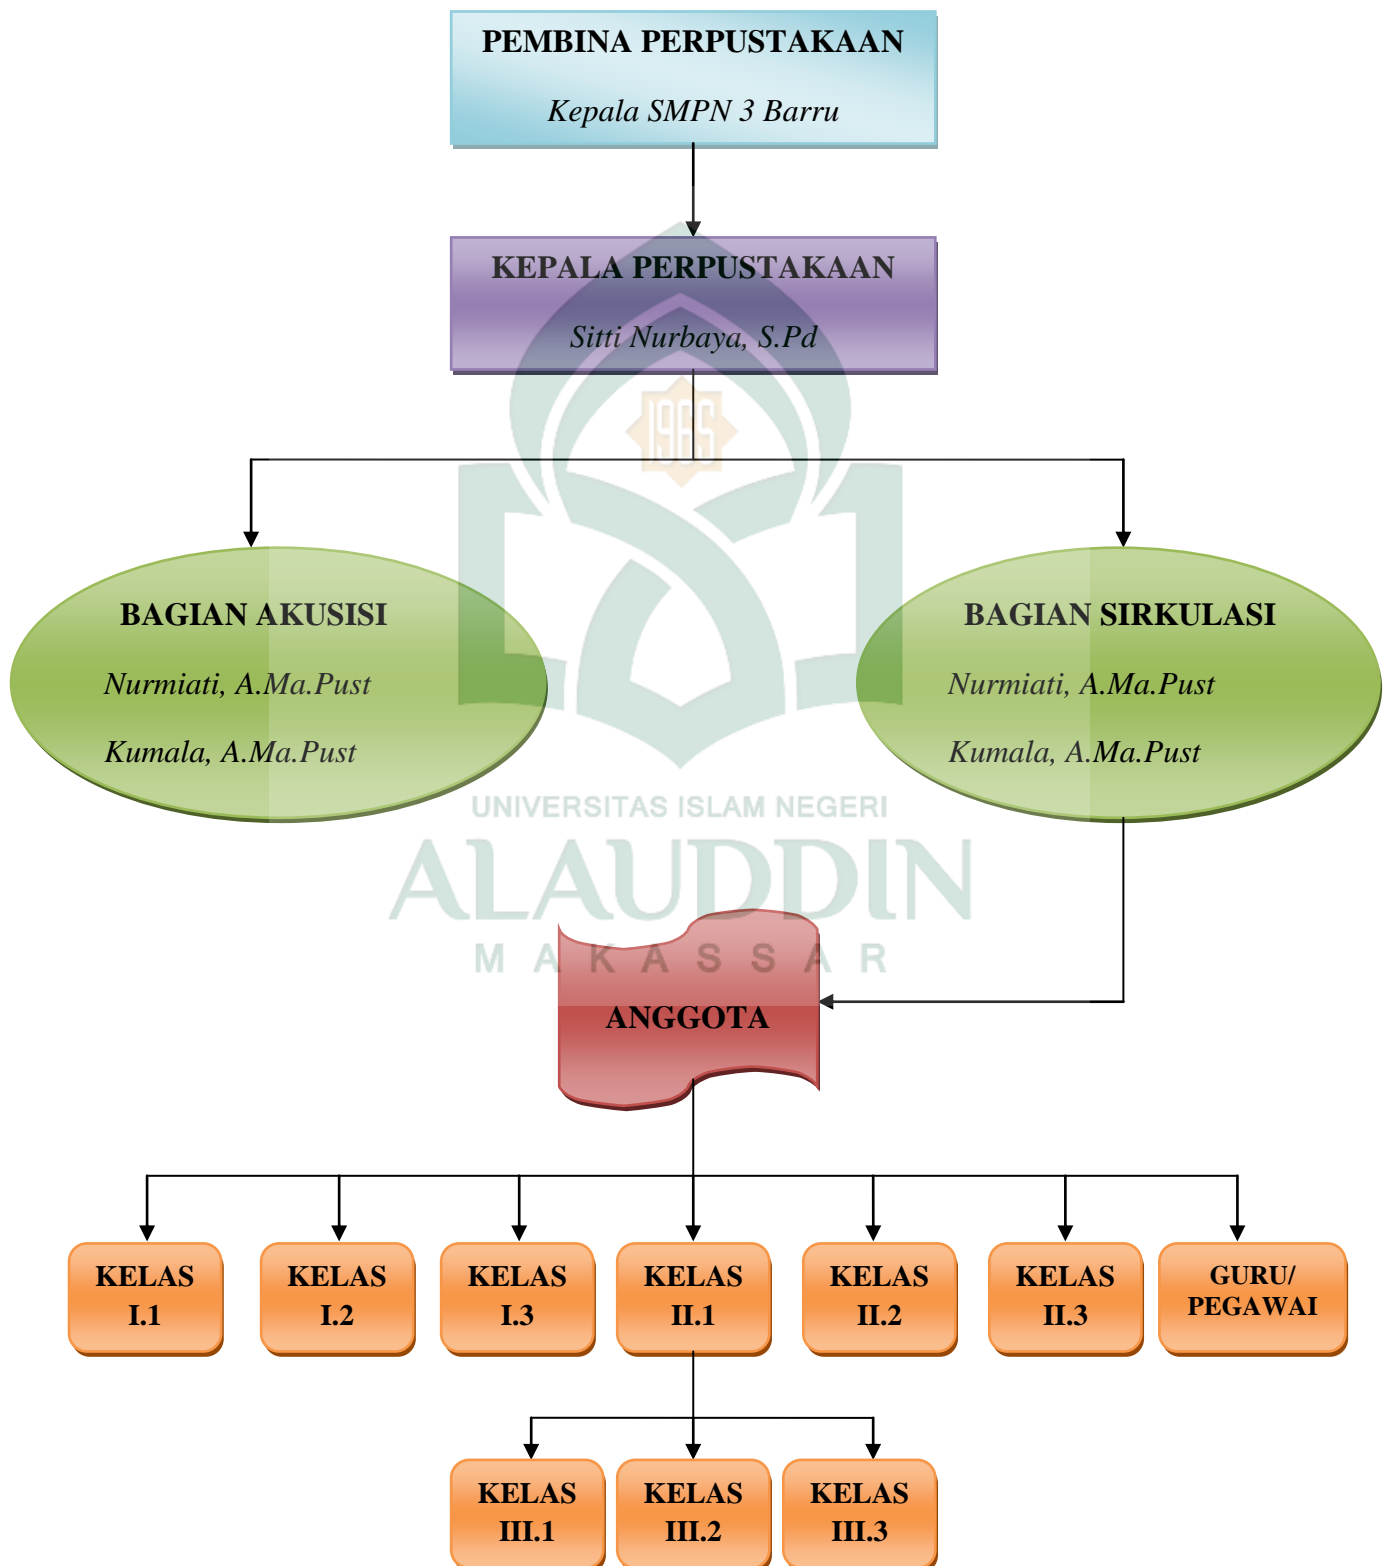 PEMBINA PERPUSTAKAAN
Kepala SMPN 3 Barru
KEPALA PERPUSTAKAAN
Sitti Nurbaya, S.Pd
1965
BAGIAN AKUSISI
Nurmiati, A.Ma.Pust
Kumala, A.Ma.Pust
BAGIAN SIRKULASI
Nurmiati, A.Ma.Pust
Kumala, A.Ma.Pust
UNIVERSITAS ISLAM NEGERI
ALAUDDIN
MAKASSAR
ANGGOTA
KELAS
I.1
KELAS
I.2
KELAS
I.3
KELAS
II.1
KELAS
II.2
KELAS
II.3
GURU/
PEGAWAI
KELAS
III.1
KELAS
III.2
KELAS
III.3